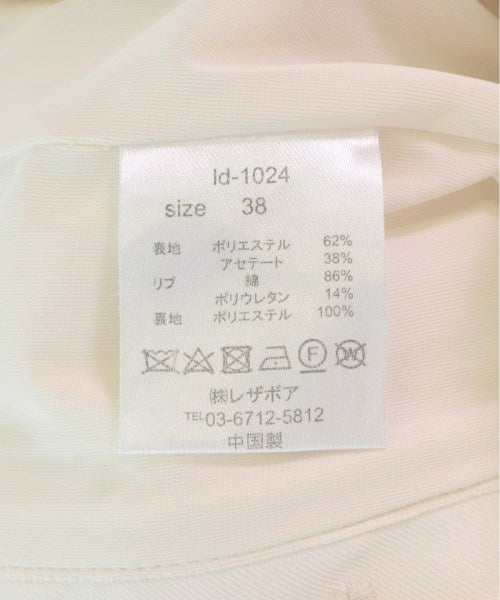 ld-1024
size 38
表地 ポリエステル 62%
アセテート 38%
リブ 綿 86%
ポリウレタン 14%
裏地 ポリエステル 100%
F W
㈱レザボア
TEL03-6712-5812
中国製